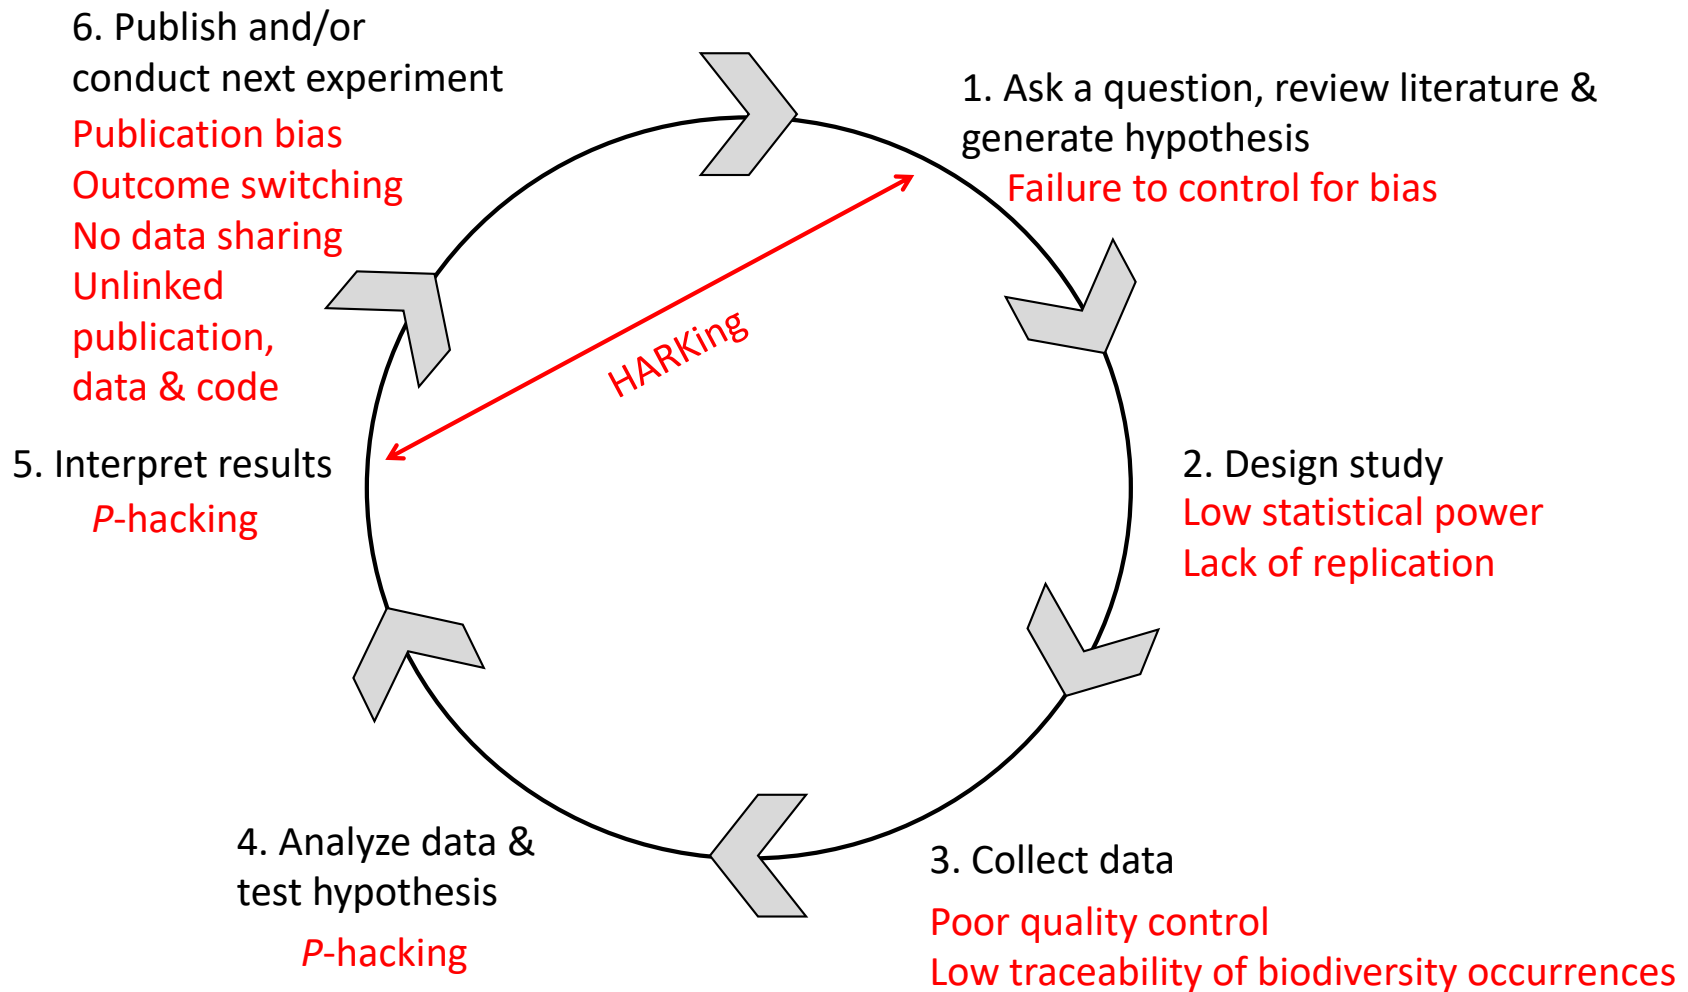 6. Publish and/or
conduct next experiment
Publication bias
Outcome switching
No data sharing
Unlinked
publication,
data & code
1. Ask a question, review literature &
generate hypothesis
Failure to control for bias
HARKing
5. Interpret results
P-hacking
2. Design study
Low statistical power
Lack of replication
4. Analyze data &
test hypothesis
P-hacking
3. Collect data
Poor quality control
Low traceability of biodiversity occurrences